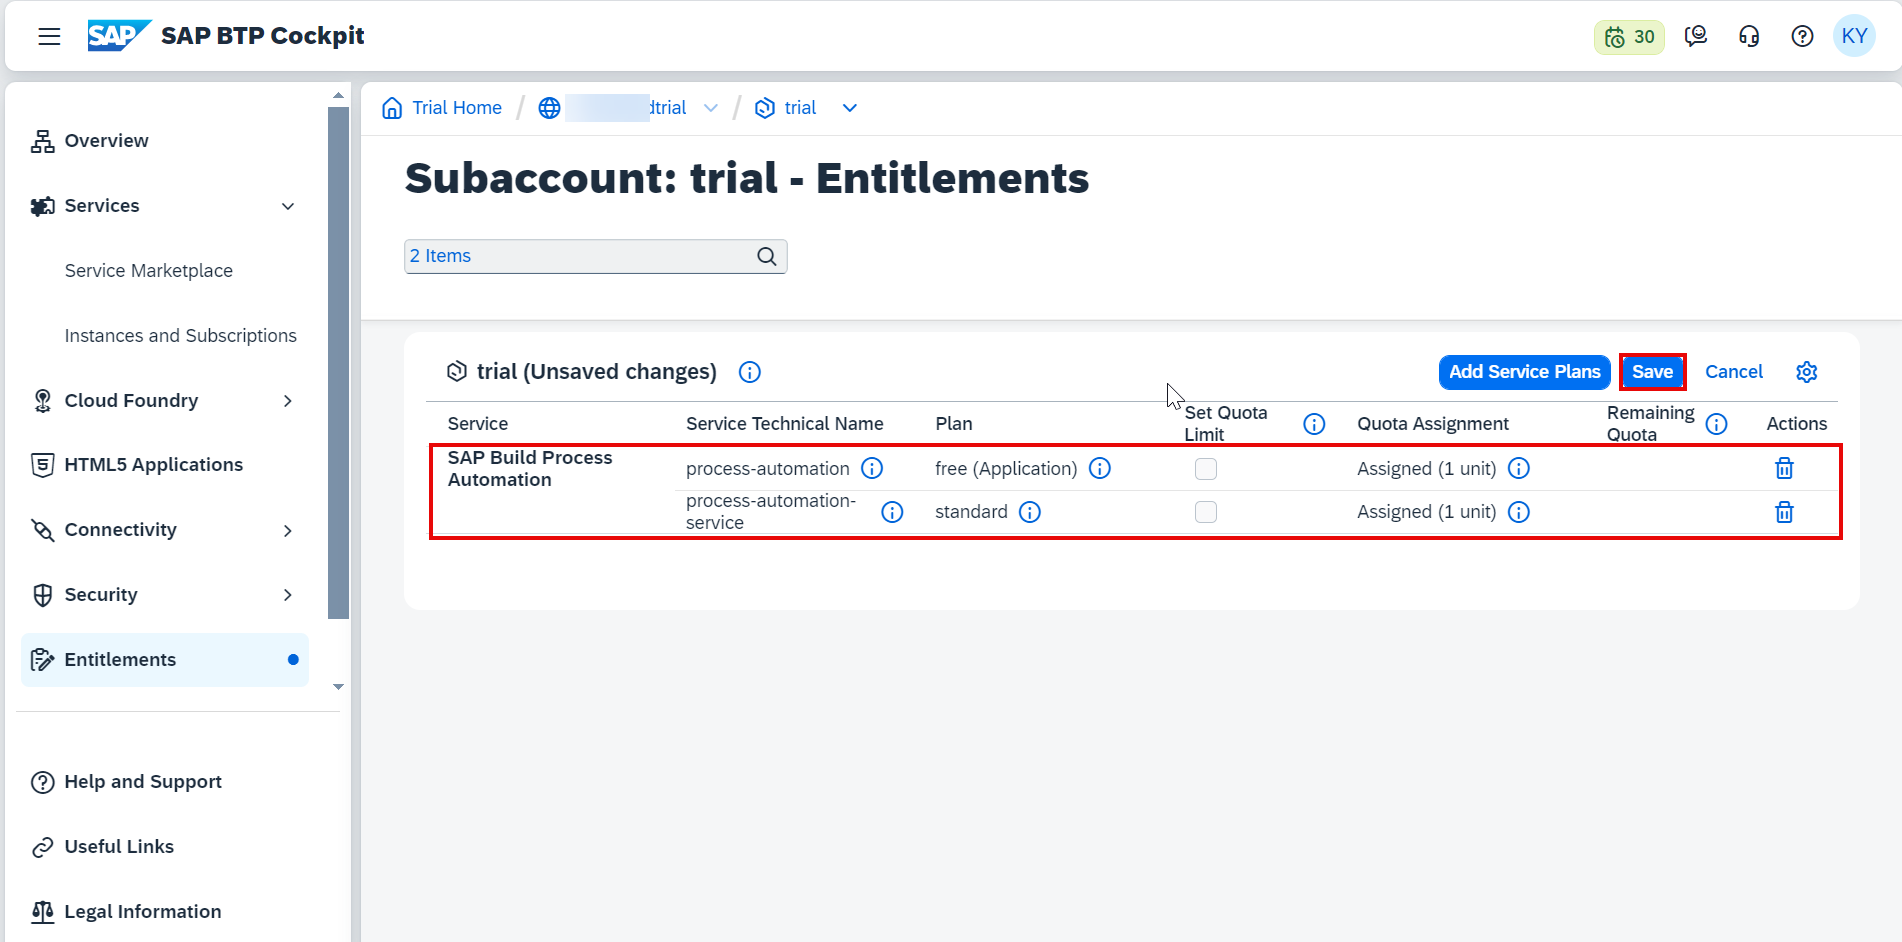 SAP SAP BTP Cockpit
30
KY
Overview
Services
Service Marketplace
Instances and Subscriptions
Cloud Foundry
HTML5 Applications
Connectivity
Security
Entitlements
Help and Support
Useful Links
Legal Information
Trial Home / dtrial / trial
Subaccount: trial - Entitlements
2 Items
trial (Unsaved changes)
Add Service Plans Save Cancel
Service Service Technical Name Plan Set Quota Limit Quota Assignment Remaining Quota Actions
SAP Build Process Automation process-automation free (Application) Assigned (1 unit)
process-automation-service standard Assigned (1 unit)